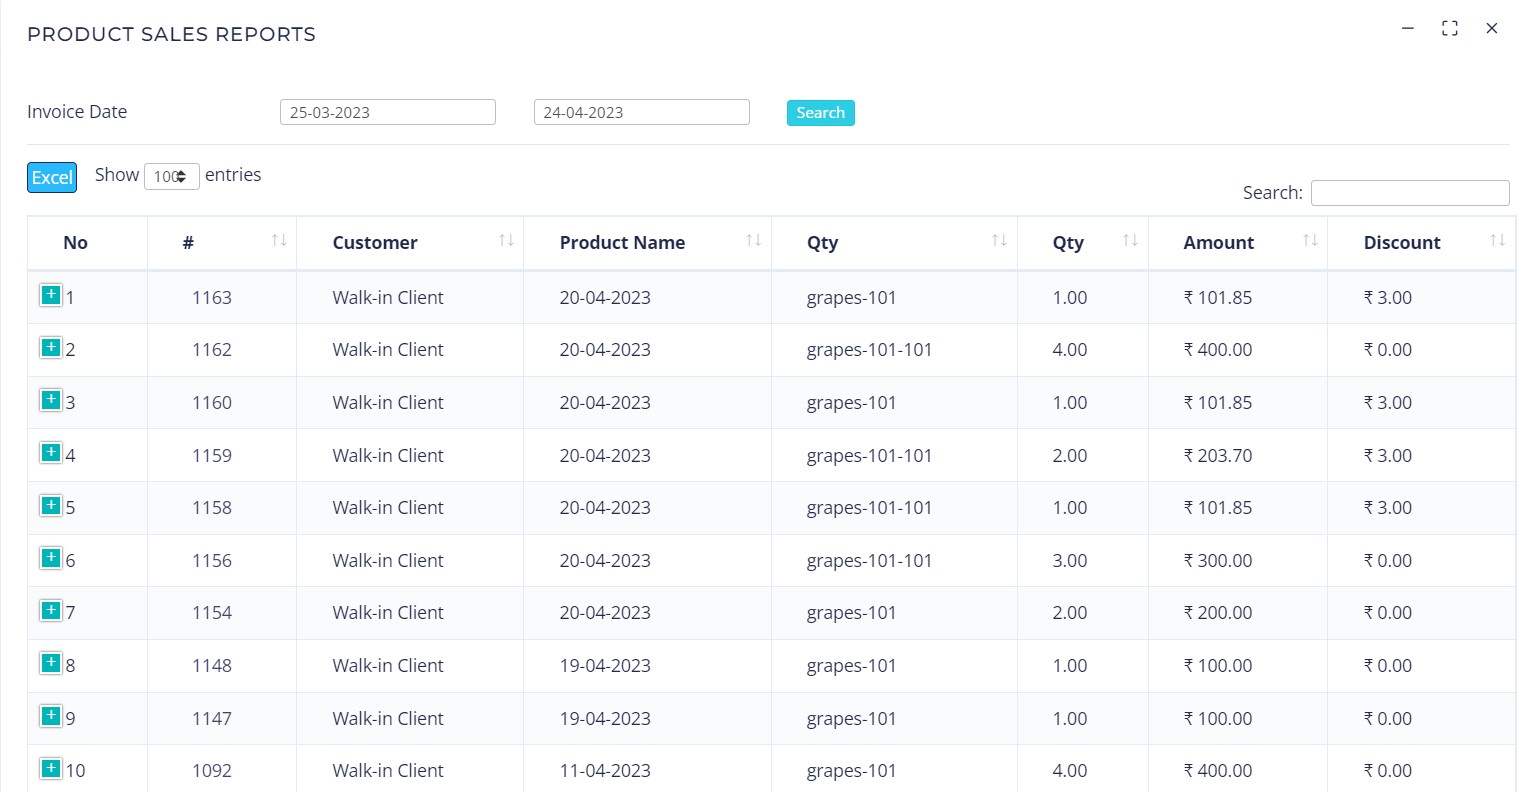 PRODUCT SALES REPORTS
Invoice Date 25-03-2023 24-04-2023 Search
Excel Show 100 entries
Search:
No # Customer Product Name Qty Qty Amount Discount
1 1163 Walk-in Client 20-04-2023 grapes-101 1.00 ₹ 101.85 ₹ 3.00
2 1162 Walk-in Client 20-04-2023 grapes-101-101 4.00 ₹ 400.00 ₹ 0.00
3 1160 Walk-in Client 20-04-2023 grapes-101 1.00 ₹ 101.85 ₹ 3.00
4 1159 Walk-in Client 20-04-2023 grapes-101-101 2.00 ₹ 203.70 ₹ 3.00
5 1158 Walk-in Client 20-04-2023 grapes-101-101 1.00 ₹ 101.85 ₹ 3.00
6 1156 Walk-in Client 20-04-2023 grapes-101-101 3.00 ₹ 300.00 ₹ 0.00
7 1154 Walk-in Client 20-04-2023 grapes-101 2.00 ₹ 200.00 ₹ 0.00
8 1148 Walk-in Client 19-04-2023 grapes-101 1.00 ₹ 100.00 ₹ 0.00
9 1147 Walk-in Client 19-04-2023 grapes-101 1.00 ₹ 100.00 ₹ 0.00
10 1092 Walk-in Client 11-04-2023 grapes-101 4.00 ₹ 400.00 ₹ 0.00